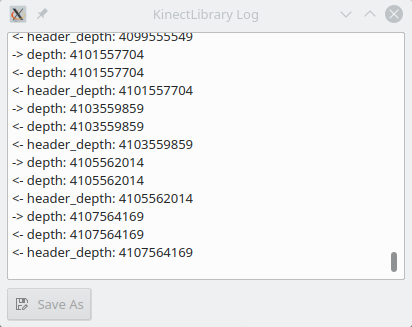 KinectLibrary Log
<- header_depth: 4099555549
-> depth: 4101557704
<- depth: 4101557704
<- header_depth: 4101557704
-> depth: 4103559859
<- depth: 4103559859
<- header_depth: 4103559859
-> depth: 4105562014
<- depth: 4105562014
<- header_depth: 4105562014
-> depth: 4107564169
<- depth: 4107564169
<- header_depth: 4107564169
Save As